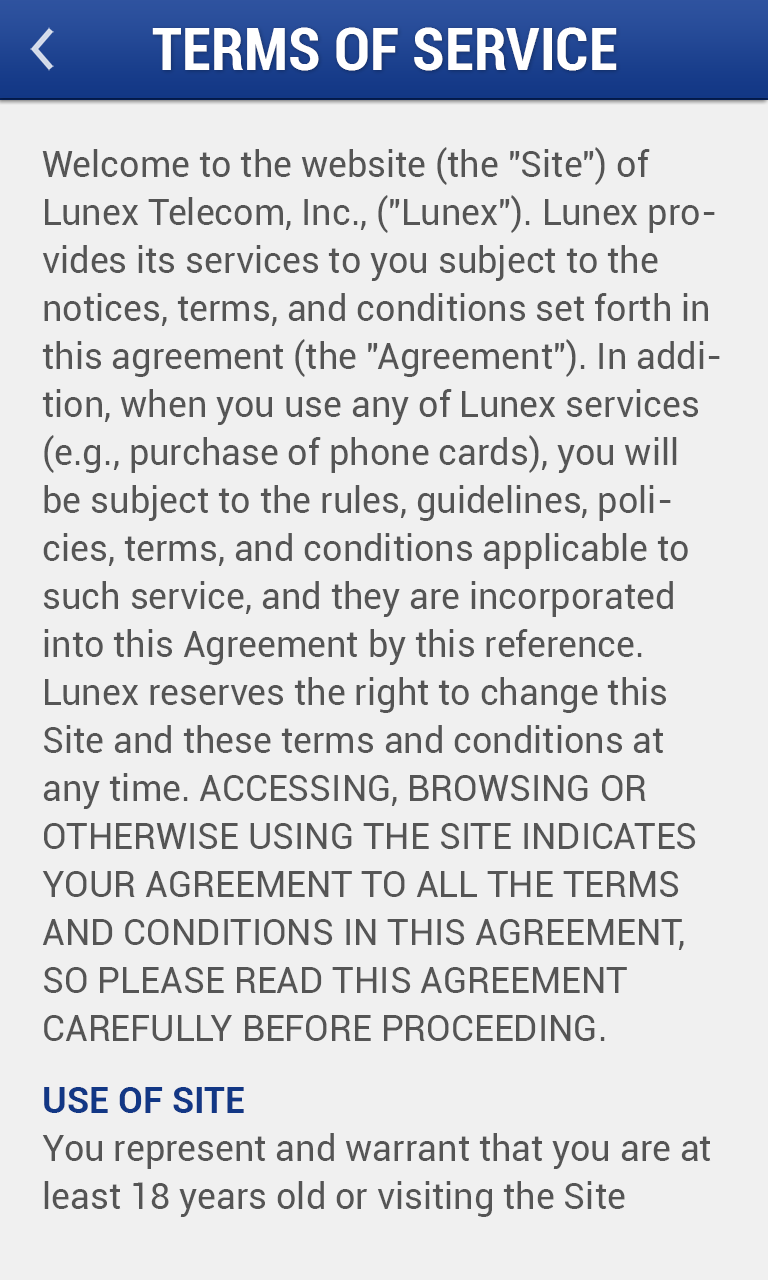 TERMS OF SERVICE
Welcome to the website (the "Site") of
Lunex Telecom, Inc., ("Lunex"). Lunex pro-
vides its services to you subject to the
notices, terms, and conditions set forth in
this agreement (the "Agreement"). In addi-
tion, when you use any of Lunex services
(e.g., purchase of phone cards), you will
be subject to the rules, guidelines, poli-
cies, terms, and conditions applicable to
such service, and they are incorporated
into this Agreement by this reference.
Lunex reserves the right to change this
Site and these terms and conditions at
any time. ACCESSING, BROWSING OR
OTHERWISE USING THE SITE INDICATES
YOUR AGREEMENT TO ALL THE TERMS
AND CONDITIONS IN THIS AGREEMENT,
SO PLEASE READ THIS AGREEMENT
CAREFULLY BEFORE PROCEEDING.
USE OF SITE
You represent and warrant that you are at
least 18 years old or visiting the Site